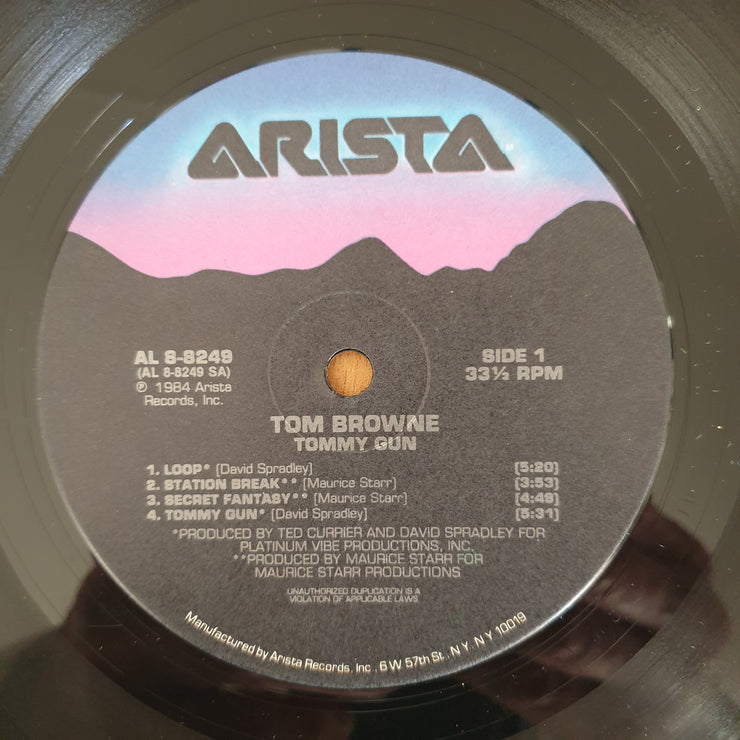 ARISTA
AL 8-8249
(AL 8-8249 SA)
℗ 1984 Arista
Records, Inc.
SIDE 1
33⅓ RPM
TOM BROWNE
TOMMY GUN
1. LOOP* (David Spradley) (5:20)
2. STATION BREAK** (Maurice Starr) (3:53)
3. SECRET FANTASY** (Maurice Starr) (4:49)
4. TOMMY GUN* (David Spradley) (5:31)
*PRODUCED BY TED CURRIER AND DAVID SPRADLEY FOR
PLATINUM VIBE PRODUCTIONS, INC.
**PRODUCED BY MAURICE STARR FOR
MAURICE STARR PRODUCTIONS
UNAUTHORIZED DUPLICATION IS A
VIOLATION OF APPLICABLE LAWS.
Manufactured by Arista Records, Inc., 6 W 57th St., N.Y., N.Y. 10019